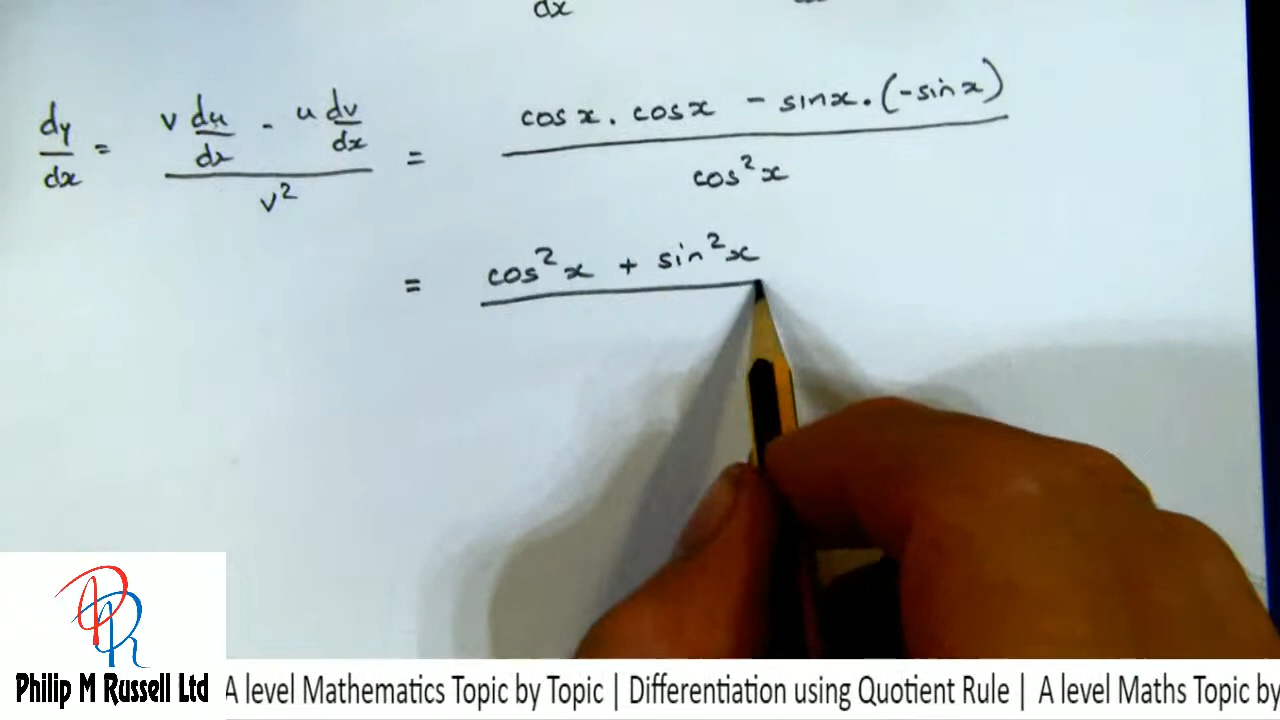 dx
dy/dx = (v du/dx - u dv/dx)/v² = (cos x . cos x - sin x . (-sin x))/cos² x
= cos² x + sin² x
Philip M Russell Ltd
A level Mathematics Topic by Topic | Differentiation using Quotient Rule | A level Maths Topic by